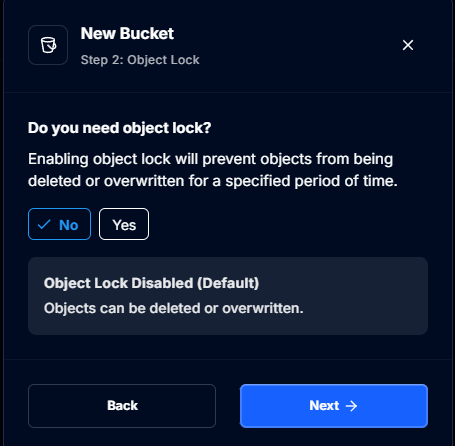 New Bucket
Step 2: Object Lock
Do you need object lock?
Enabling object lock will prevent objects from being
deleted or overwritten for a specified period of time.
No
Yes
Object Lock Disabled (Default)
Objects can be deleted or overwritten.
Back
Next →